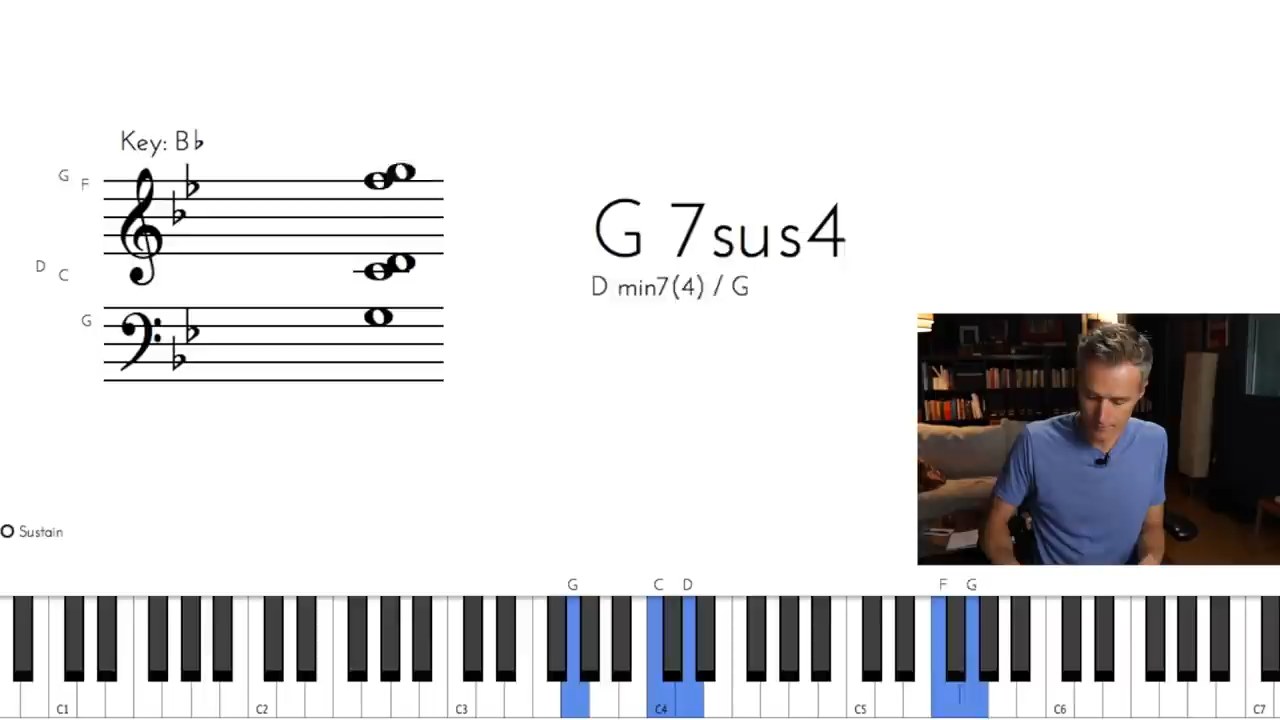 Key: B♭
G F
D C
G
G 7sus4
D min7(4) / G
Sustain
G C D F G
C1 C2 C3 C4 C5 C6 C7